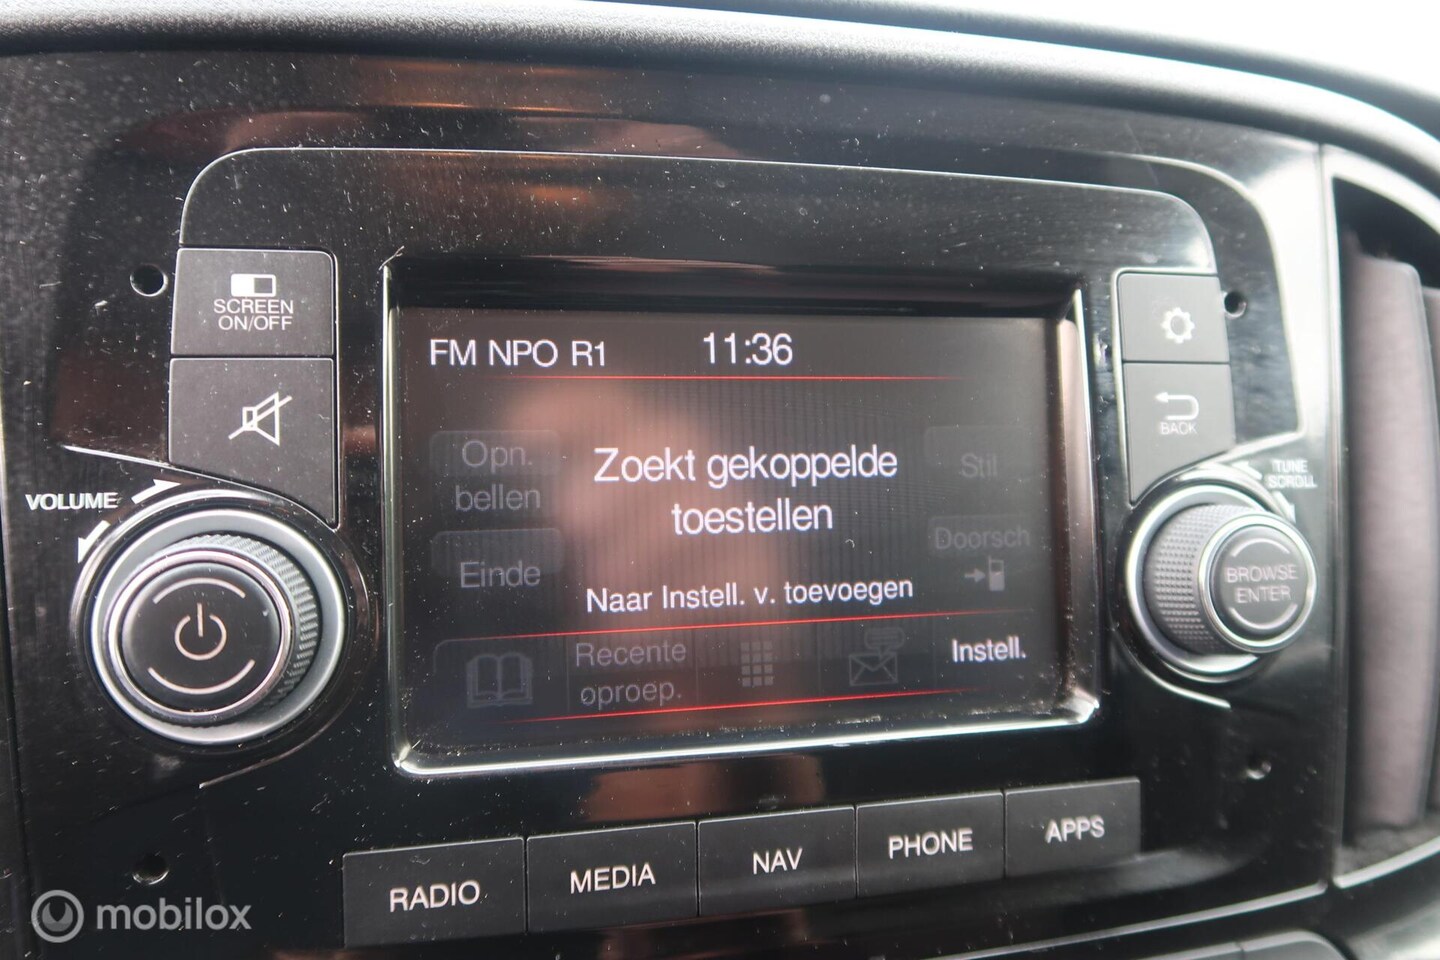 SCREEN
ON/OFF
FM NPO R1 11:36
BACK
VOLUME
TUNE
SCROLL
Opn.
bellen
Zoekt gekoppelde
toestellen
Stil
Doorsch
Einde
Naar Instell. v. toevoegen
BROWSE
ENTER
Recente
oproep.
Instell.
RADIO
MEDIA
NAV
PHONE
APPS
mobilox